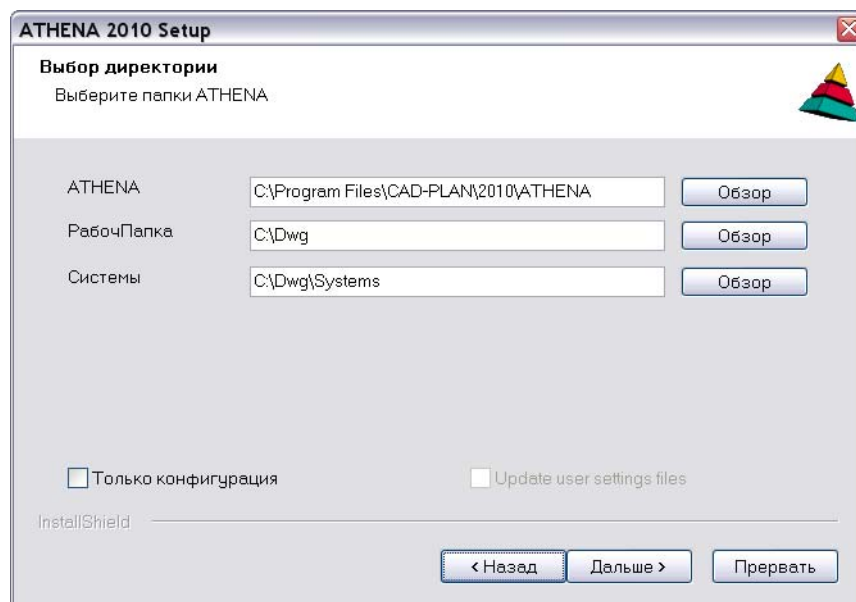 ATHENA 2010 Setup
Выбор директории
Выберите папки ATHENA
ATHENA C:\Program Files\CAD-PLAN\2010\ATHENA Обзор
РабочПапка C:\Dwg Обзор
Системы C:\Dwg\Systems Обзор
Только конфигурация Update user settings files
InstallShield
< Назад Дальше > Прервать